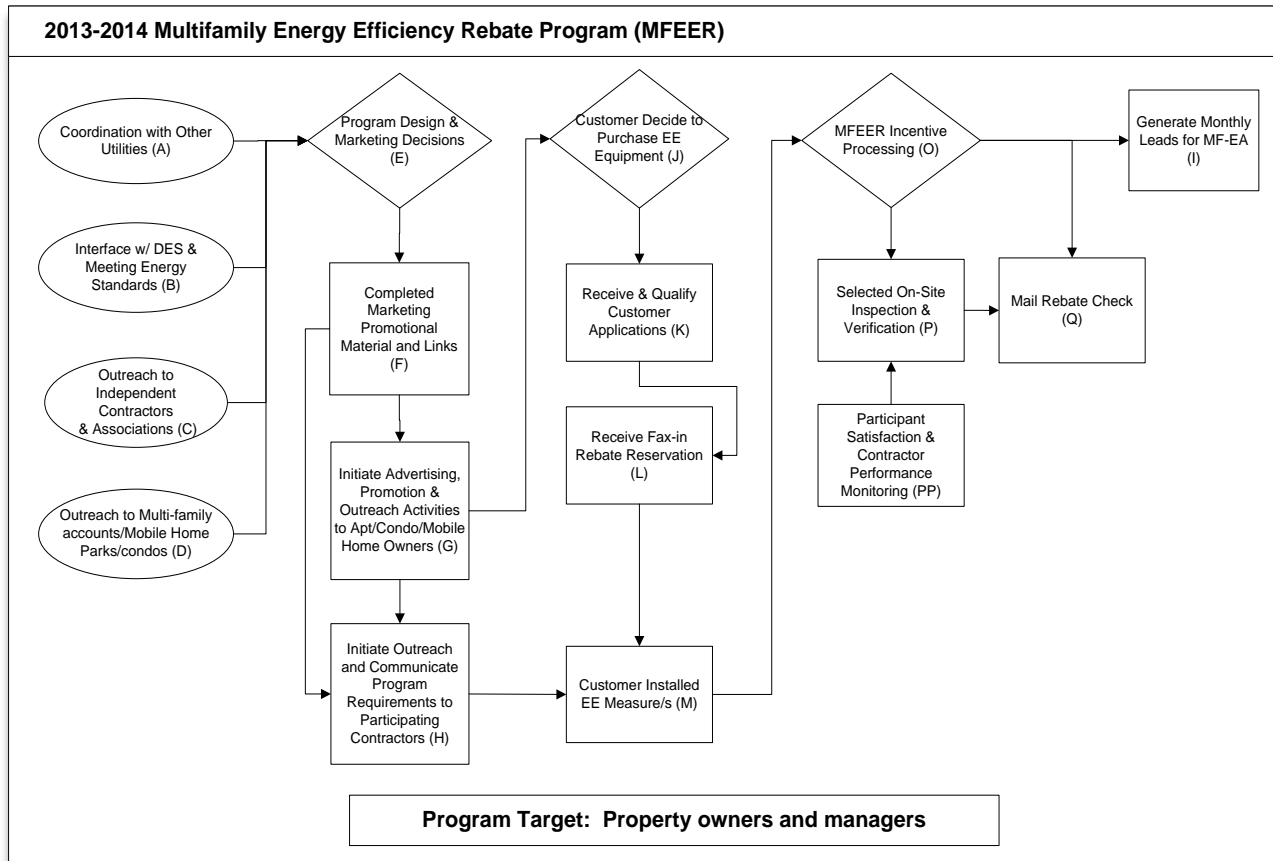 2013-2014 Multifamily Energy Efficiency Rebate Program (MFEER)
Coordination with Other
Utilities (A)
Interface w/ DES &
Meeting Energy
Standards (B)
Outreach to
Independent
Contractors
& Associations (C)
Outreach to Multi-family
accounts/Mobile Home
Parks/condos (D)
Program Design &
Marketing Decisions
(E)
Completed
Marketing
Promotional
Material and Links
(F)
Initiate Advertising,
Promotion &
Outreach Activities
to Apt/Condo/Mobile
Home Owners (G)
Initiate Outreach
and Communicate
Program
Requirements to
Participating
Contractors (H)
Customer Decide to
Purchase EE
Equipment (J)
Receive & Qualify
Customer
Applications (K)
Receive Fax-in
Rebate Reservation
(L)
Customer Installed
EE Measure/s (M)
MFEER Incentive
Processing (O)
Selected On-Site
Inspection &
Verification (P)
Participant
Satisfaction &
Contractor
Performance
Monitoring (PP)
Generate Monthly
Leads for MF-EA
(I)
Mail Rebate Check
(Q)
Program Target: Property owners and managers